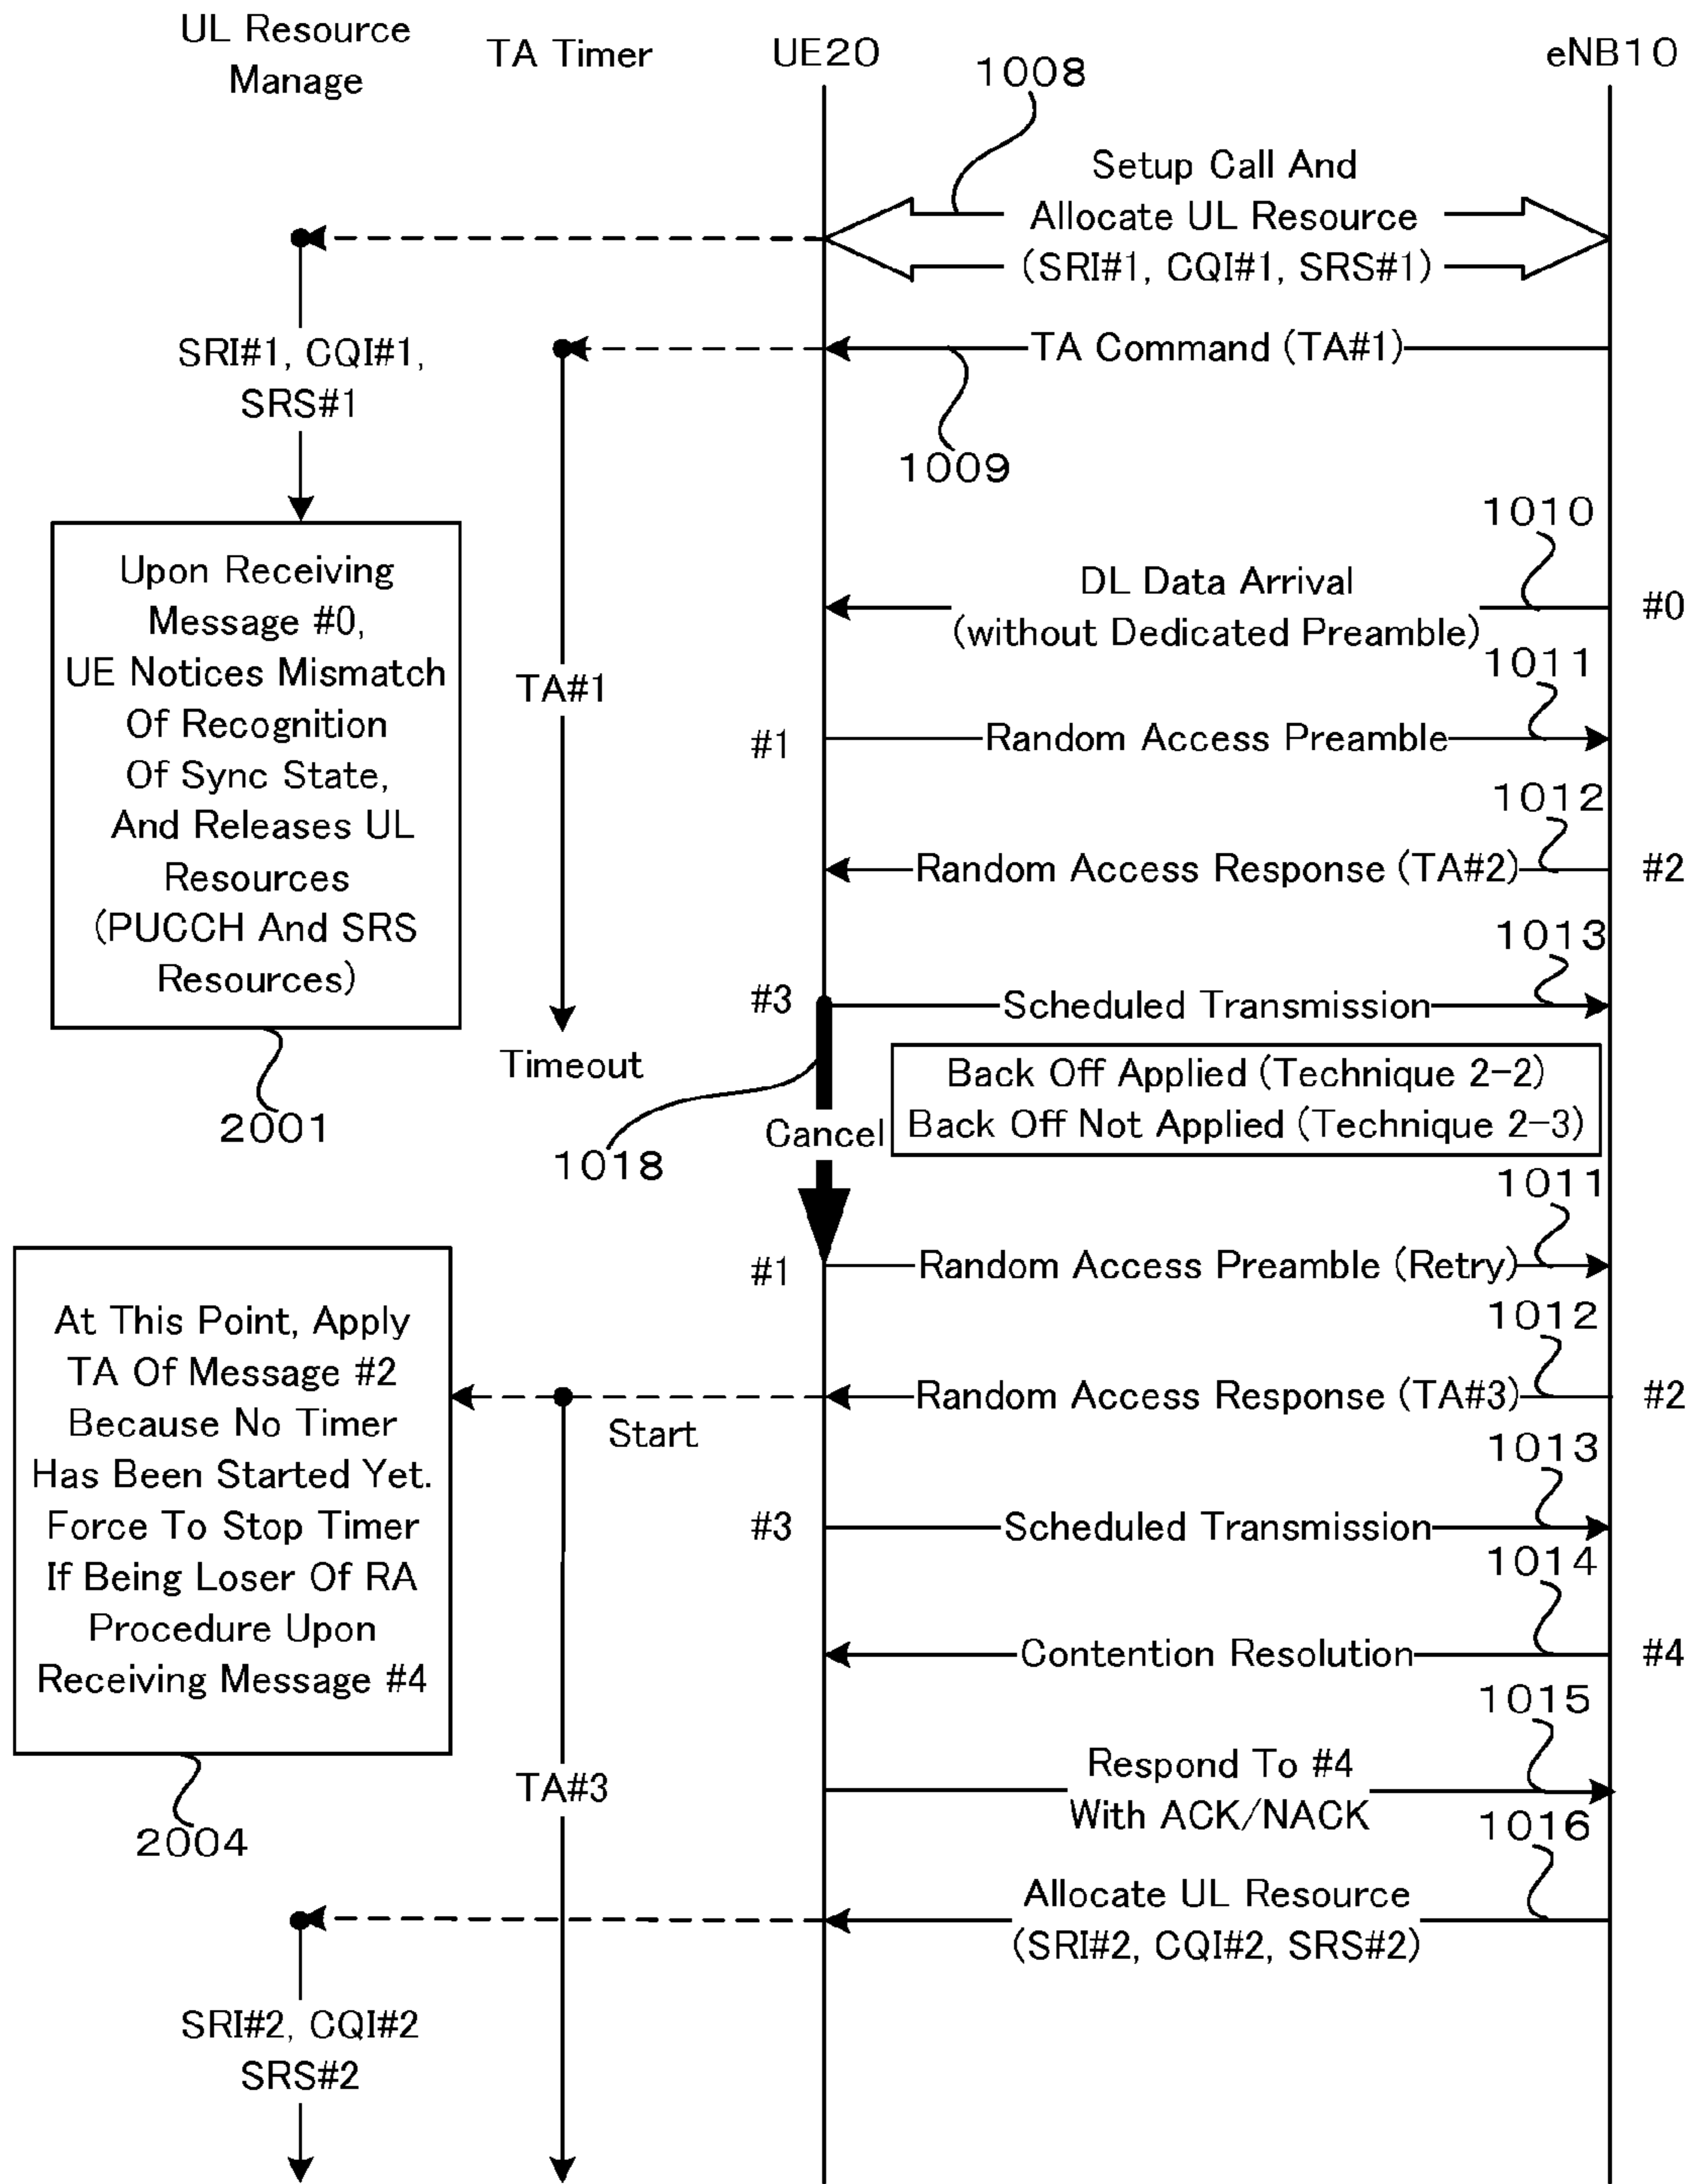 UL Resource
Manage
TA Timer
UE20
eNB10
1008
Setup Call And
Allocate UL Resource
(SRI#1, CQI#1, SRS#1)
SRI#1, CQI#1,
SRS#1
TA Command (TA#1)
1009
1010
DL Data Arrival
(without Dedicated Preamble)
#0
Upon Receiving
Message #0,
UE Notices Mismatch
Of Recognition
Of Sync State,
And Releases UL
Resources
(PUCCH And SRS
Resources)
2001
TA#1
1011
#1
Random Access Preamble
1012
Random Access Response (TA#2)
#2
1013
#3
Scheduled Transmission
Timeout
Back Off Applied (Technique 2-2)
Back Off Not Applied (Technique 2-3)
Cancel
1018
1011
#1
Random Access Preamble (Retry)
1012
Random Access Response (TA#3)
#2
Start
At This Point, Apply
TA Of Message #2
Because No Timer
Has Been Started Yet.
Force To Stop Timer
If Being Loser Of RA
Procedure Upon
Receiving Message #4
2004
1013
#3
Scheduled Transmission
1014
Contention Resolution
#4
1015
TA#3
Respond To #4
With ACK/NACK
1016
Allocate UL Resource
(SRI#2, CQI#2, SRS#2)
SRI#2, CQI#2
SRS#2